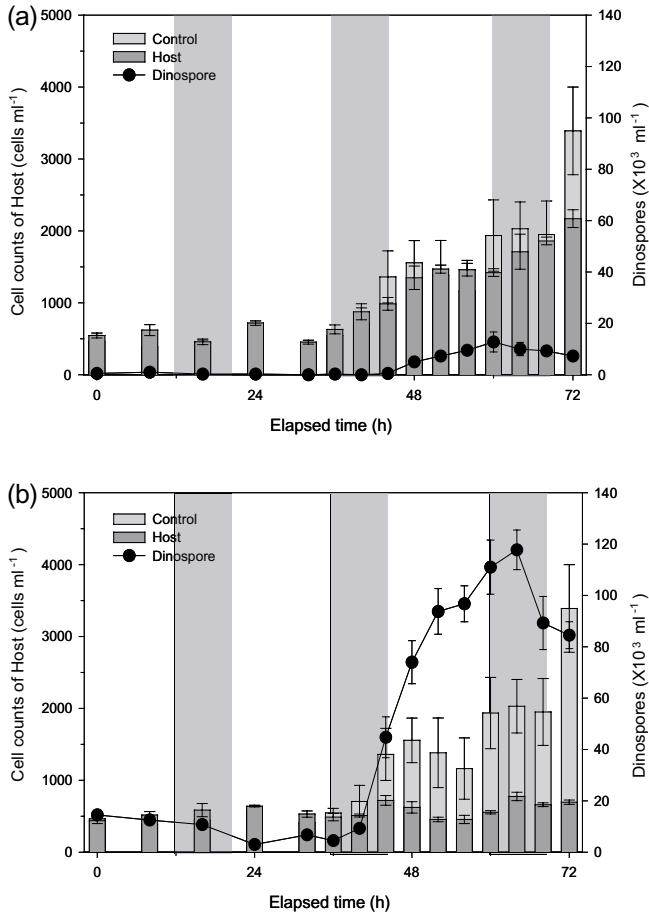 (a)
5000
4000
3000
2000
1000
0
Cell counts of Host (cells ml⁻¹)
Control
Host
Dinospore
140
120
100
80
60
40
20
0
Dinospores (X10³ ml⁻¹)
0 24 48 72
Elapsed time (h)
(b)
5000
4000
3000
2000
1000
0
Cell counts of Host (cells ml⁻¹)
Control
Host
Dinospore
140
120
100
80
60
40
20
0
Dinospores (X10³ ml⁻¹)
0 24 48 72
Elapsed time (h)